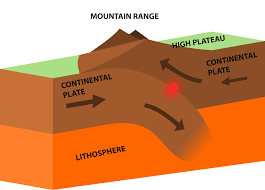 MOUNTAIN RANGE
HIGH PLATEAU
CONTINENTAL
PLATE
CONTINENTAL
PLATE
LITHOSPHERE